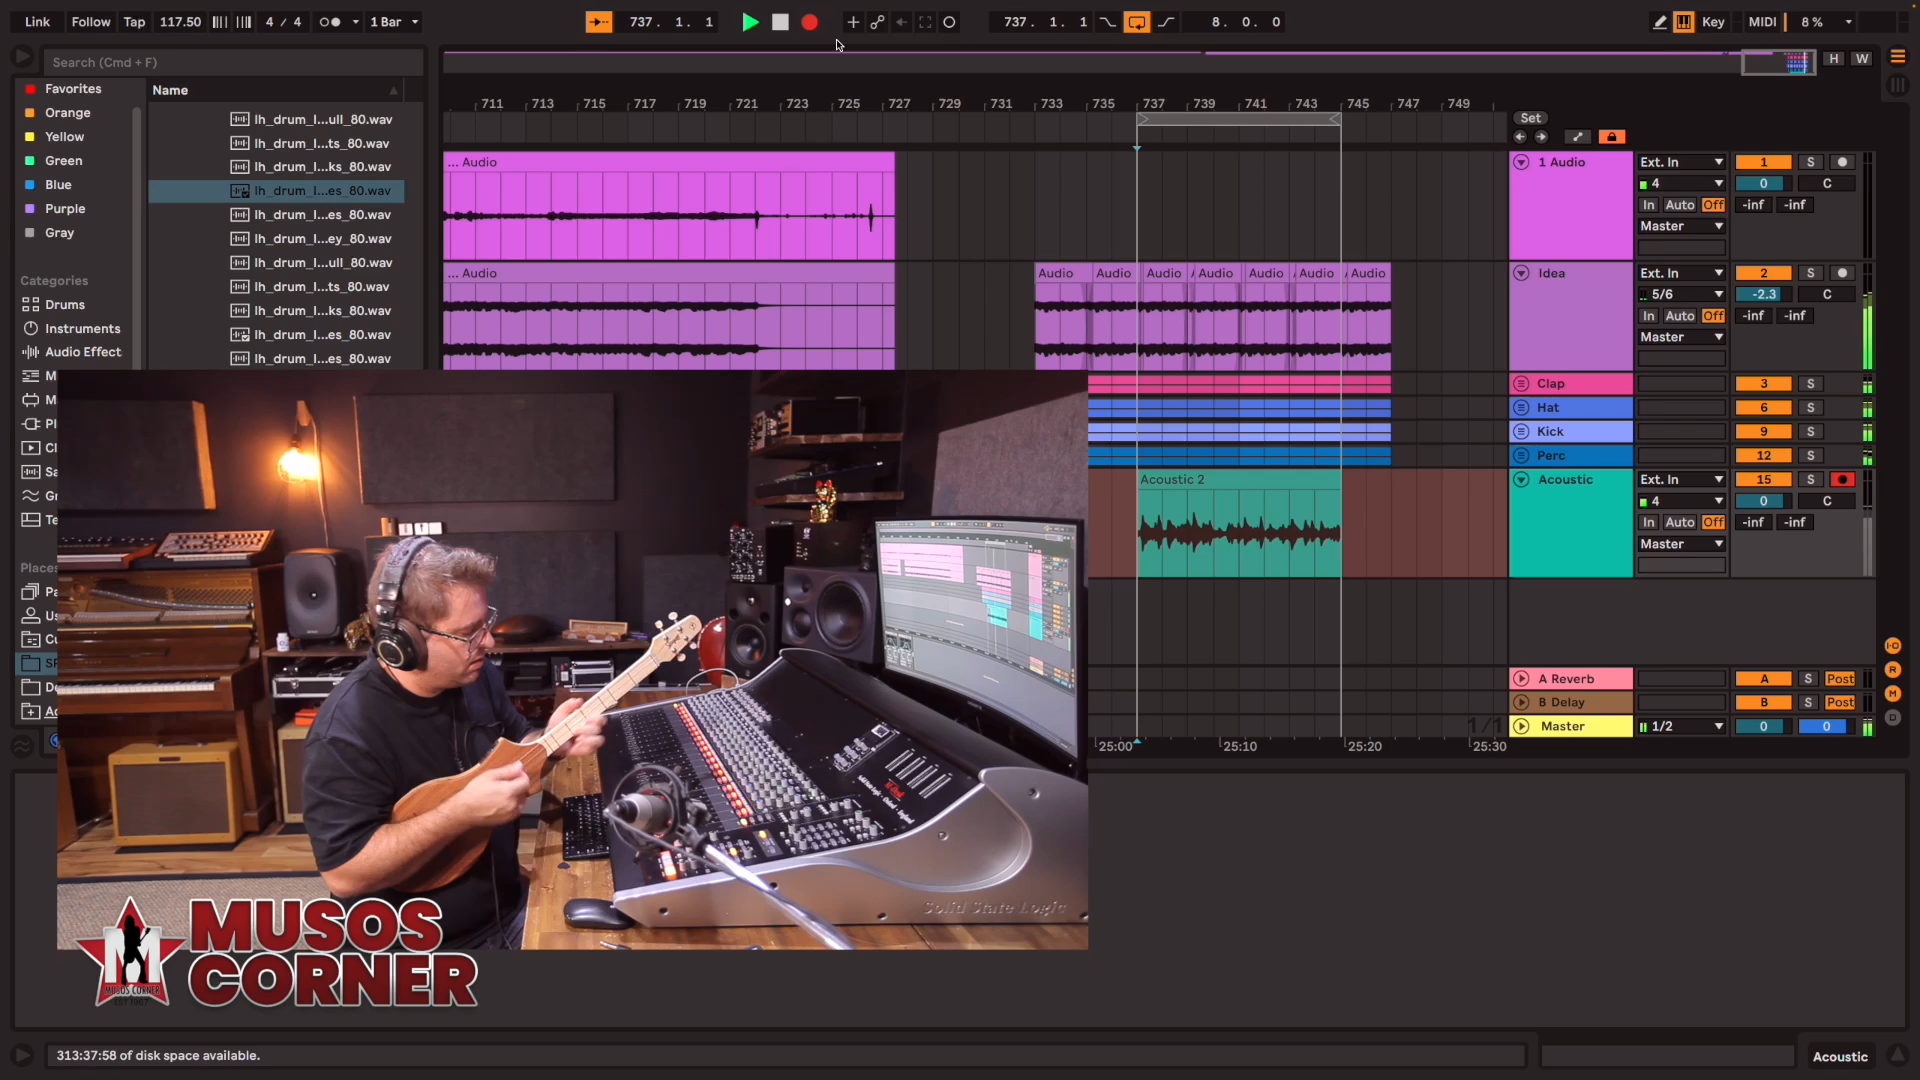 Link Follow Tap 117.50 4 / 4 1 Bar 737. 1. 1 737. 1. 1 8. 0. 0 Key MIDI 8 %
Search (Cmd + F)
H W
Favorites
Orange
Yellow
Green
Blue
Purple
Gray
Categories
Drums
Instruments
Audio Effect
Name
lh_drum_l...ull_80.wav
lh_drum_l...ts_80.wav
lh_drum_l...ks_80.wav
lh_drum_l...es_80.wav
lh_drum_l...es_80.wav
lh_drum_l...ey_80.wav
lh_drum_l...ull_80.wav
lh_drum_l...ts_80.wav
lh_drum_l...ks_80.wav
lh_drum_l...es_80.wav
lh_drum_l...es_80.wav
711 713 715 717 719 721 723 725 727 729 731 733 735 737 739 741 743 745 747 749
Set
... Audio
1 Audio Ext. In 1 S
4 0 C
In Auto Off -inf -inf
Master
... Audio Audio Audio Audio Audio Audio Audio Audio
Idea Ext. In 2 S
5/6 -2.3 C
In Auto Off -inf -inf
Master
Clap 3 S
Hat 6 S
Kick 9 S
Perc 12 S
Acoustic 2
Acoustic Ext. In 15 S
4 0 C
In Auto Off -inf -inf
Master
Places
A Reverb A S Post
B Delay B S Post
1/1
Master 1/2 0 0
25:00 25:10 25:20 25:30
Solid State Logic
MUSOS
CORNER
MUSOS CORNER
313:37:58 of disk space available.
Acoustic